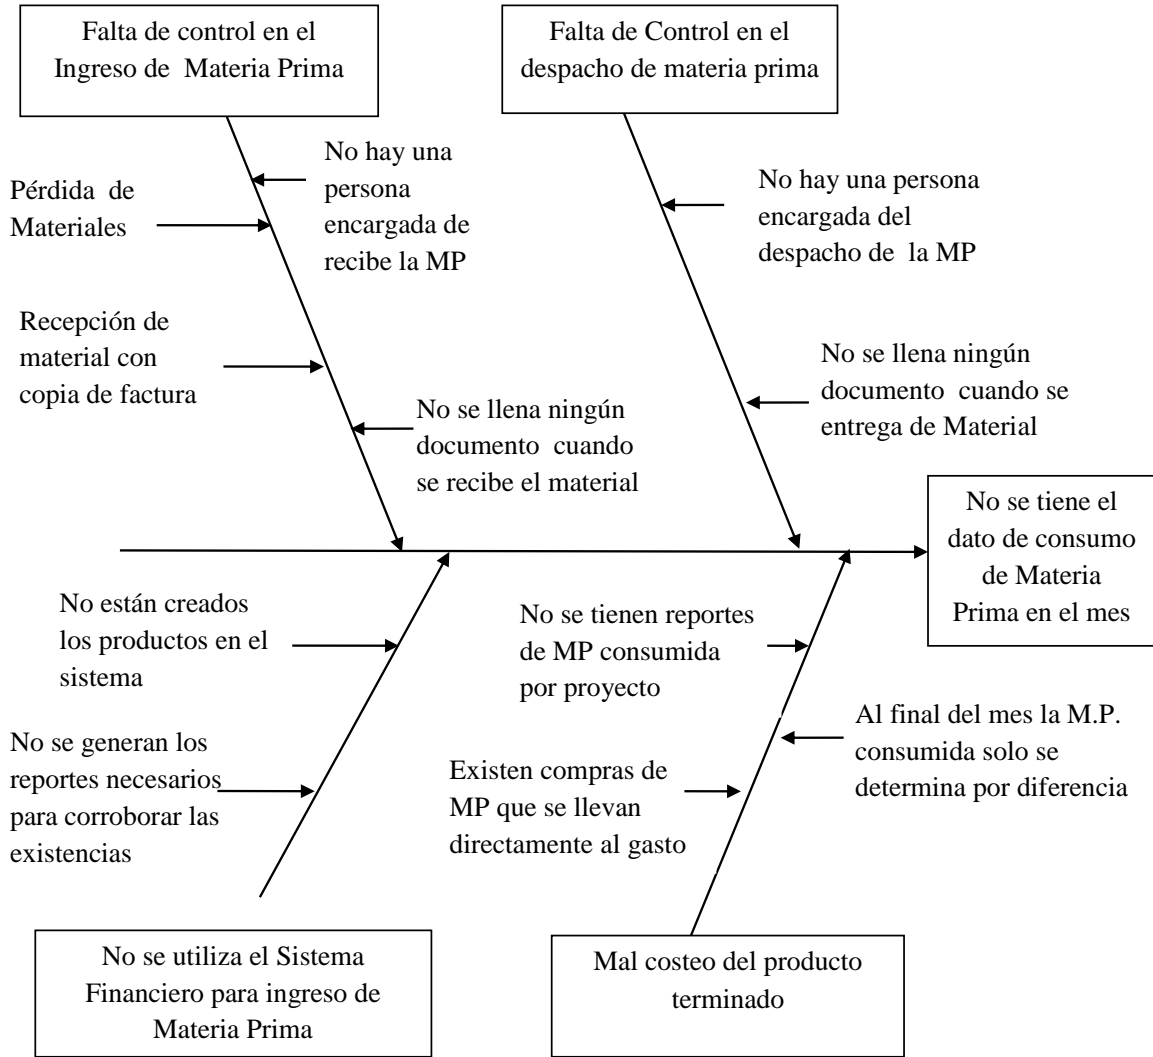 Falta de control en el
Ingreso de Materia Prima
Falta de Control en el
despacho de materia prima
No hay una
persona
encargada de
recibe la MP
Pérdida de
Materiales
No hay una persona
encargada del
despacho de la MP
Recepción de
material con
copia de factura
No se llena ningún
documento cuando
se recibe el material
No se llena ningún
documento cuando se
entrega de Material
No se tiene el
dato de consumo
de Materia
Prima en el mes
No están creados
los productos en el
sistema
No se tienen reportes
de MP consumida
por proyecto
No se generan los
reportes necesarios
para corroborar las
existencias
Existen compras de
MP que se llevan
directamente al gasto
Al final del mes la M.P.
consumida solo se
determina por diferencia
No se utiliza el Sistema
Financiero para ingreso de
Materia Prima
Mal costeo del producto
terminado